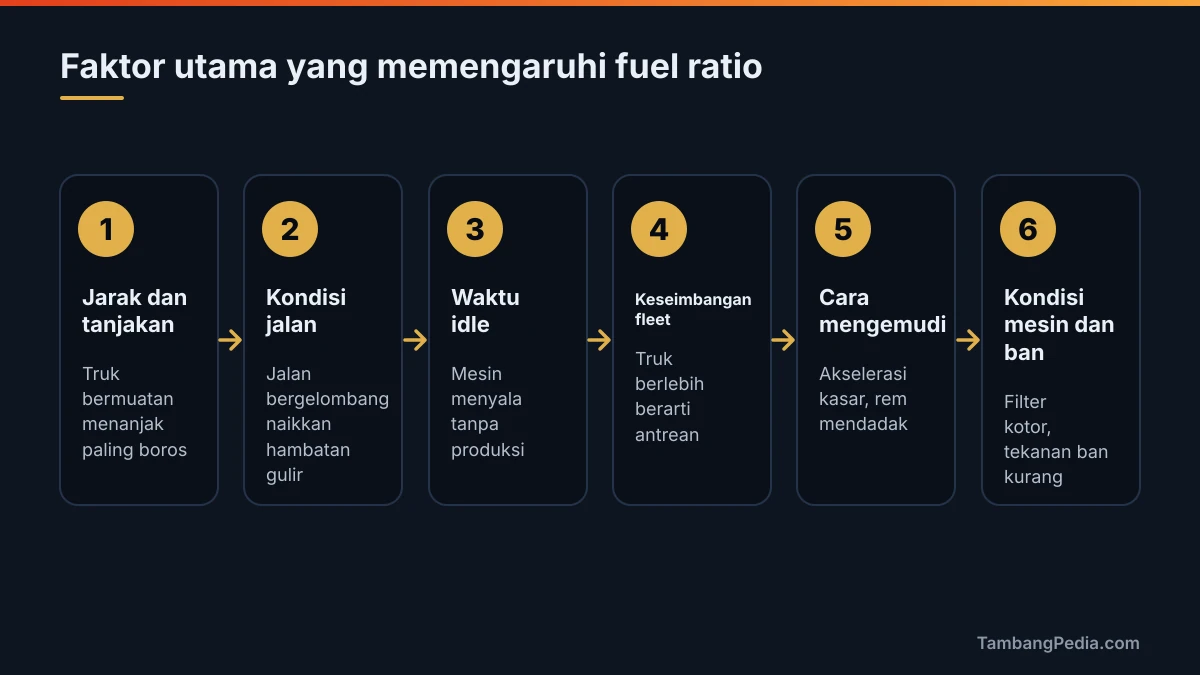 Faktor utama yang memengaruhi fuel ratio
1
Jarak dan
tanjakan
Truk
bermuatan
menanjak
paling boros
2
Kondisi
jalan
Jalan
bergelombang
naikkan
hambatan
gulir
3
Waktu
idle
Mesin
menyala
tanpa
produksi
4
Keseimbangan
fleet
Truk
berlebih
berarti
antrean
5
Cara
mengemudi
Akselerasi
kasar, rem
mendadak
6
Kondisi
mesin dan
ban
Filter
kotor,
tekanan ban
kurang
TambangPedia.com